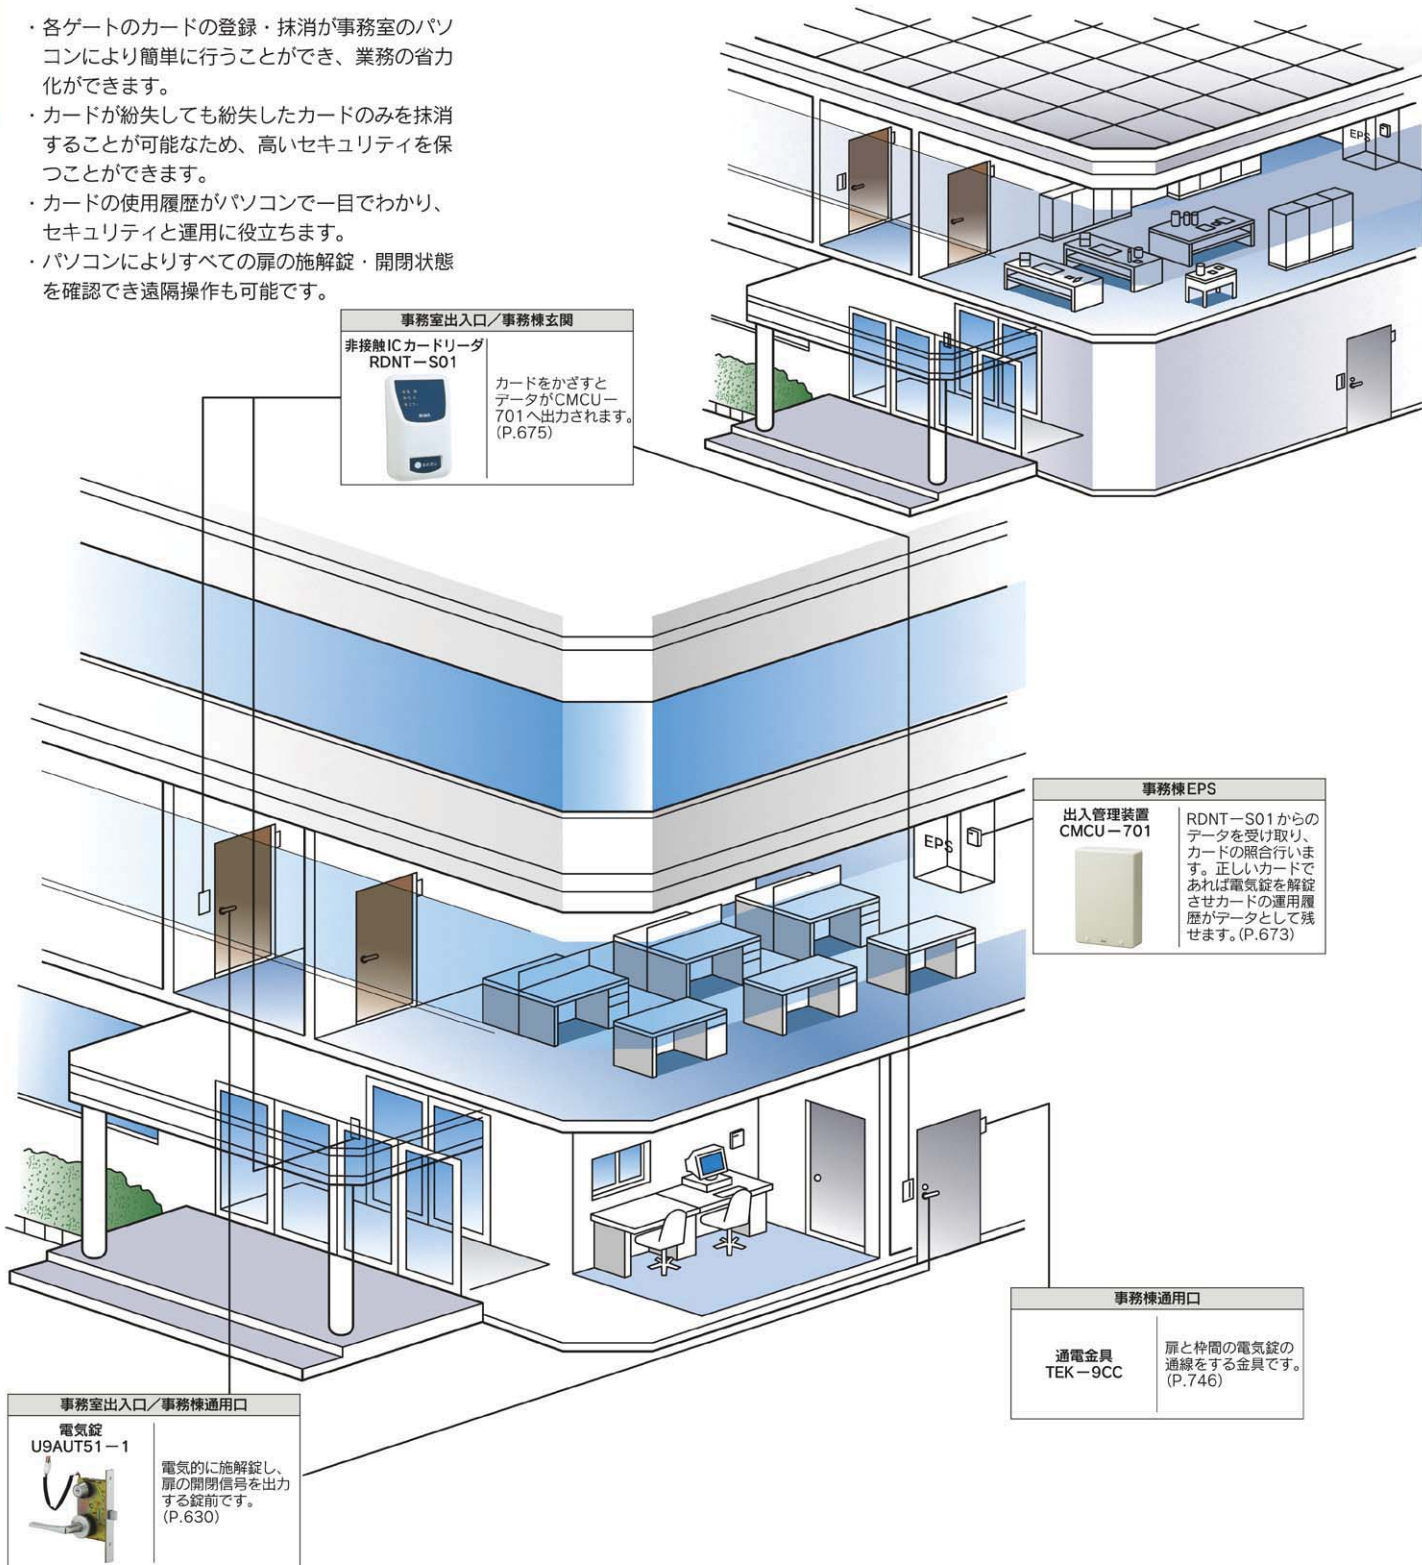 ・各ゲートのカードの登録・抹消が事務室のパソ
コンにより簡単に行うことができ、業務の省力
化ができます。
・カードが紛失しても紛失したカードのみを抹消
することが可能なため、高いセキュリティを保
つことができます。
・カードの使用履歴がパソコンで一目でわかり、
セキュリティと運用に役立ちます。
・パソコンによりすべての扉の施解錠・開閉状態
を確認でき遠隔操作も可能です。
EPS
事務室出入口／事務棟玄関
非接触ICカードリーダ
RDNT－S01
カードをかざすと
データがCMCU－
701へ出力されます。
(P.675)
事務棟EPS
出入管理装置
CMCU－701
RDNT－S01からの
データを受け取り、
カードの照合行いま
す。正しいカードで
あれば電気錠を解錠
させカードの運用履
歴がデータとして残
せます。(P.673)
EPS
事務棟通用口
通電金具
TEK－9CC
扉と枠間の電気錠の
通線をする金具です。
(P.746)
事務室出入口／事務棟通用口
電気錠
U9AUT51－1
電気的に施解錠し、
扉の開閉信号を出力
する錠前です。
(P.630)